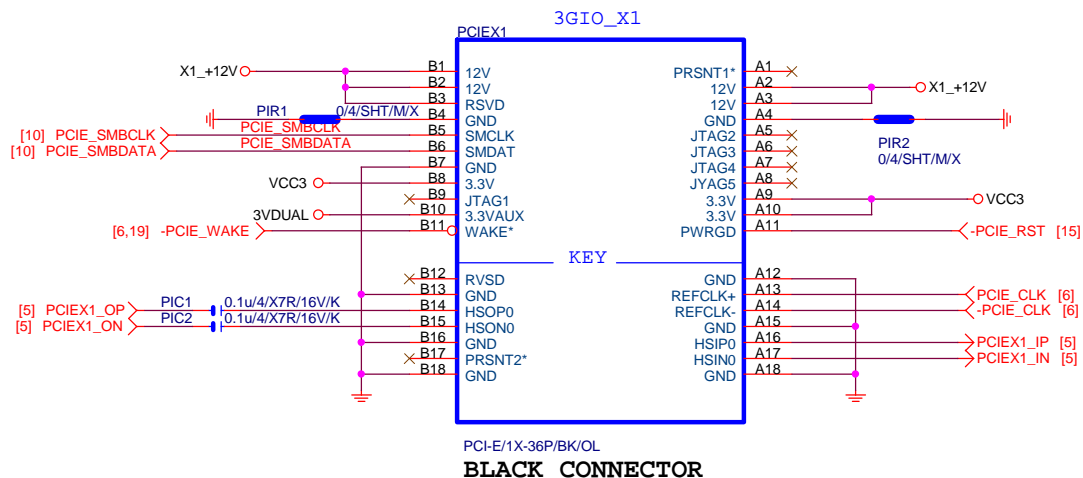 3GIO_X1
PCIEX1
X1_+12V B1 12V PRSNT1* A1
B2 12V 12V A2 X1_+12V
B3 RSVD 12V A3
PIR1 0/4/SHT/M/X B4 GND GND A4
[10] PCIE_SMBCLK PCIE_SMBCLK B5 SMCLK JTAG2 A5
[10] PCIE_SMBDATA PCIE_SMBDATA B6 SMDAT JTAG3 A6 PIR2
B7 GND JTAG4 A7 0/4/SHT/M/X
VCC3 B8 3.3V JYAG5 A8
B9 JTAG1 3.3V A9 VCC3
3VDUAL B10 3.3VAUX 3.3V A10
[6,19] -PCIE_WAKE B11 WAKE* PWRGD A11 -PCIE_RST [15]
KEY
B12 RVSD GND A12
B13 GND REFCLK+ A13 PCIE_CLK [6]
[5] PCIEX1_OP PIC1 0.1u/4/X7R/16V/K B14 HSOP0 REFCLK- A14 -PCIE_CLK [6]
[5] PCIEX1_ON PIC2 0.1u/4/X7R/16V/K B15 HSON0 GND A15
B16 GND HSIP0 A16 PCIEX1_IP [5]
B17 PRSNT2* HSIN0 A17 PCIEX1_IN [5]
B18 GND GND A18
PCI-E/1X-36P/BK/OL
BLACK CONNECTOR